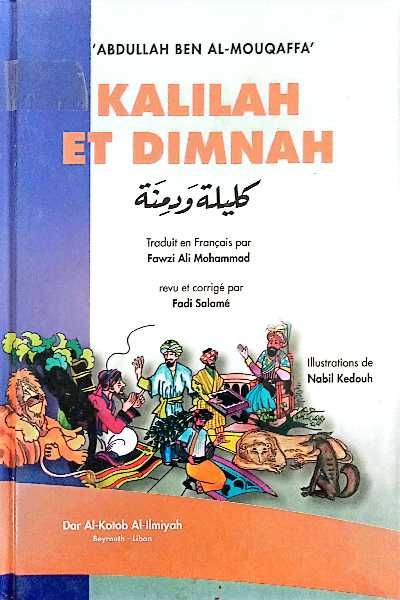 'ABDULLAH BEN AL-MOUQAFFA'
KALILAH
ET DIMNAH
كليلة وَدِمنَة
Traduit en Français par
Fawzi Ali Mohammad
revu et corrigé par
Fadi Salamé
Illustrations de
Nabil Kedouh
Dar Al-Kotob Al-Ilmiyah
Beyrouth - Liban